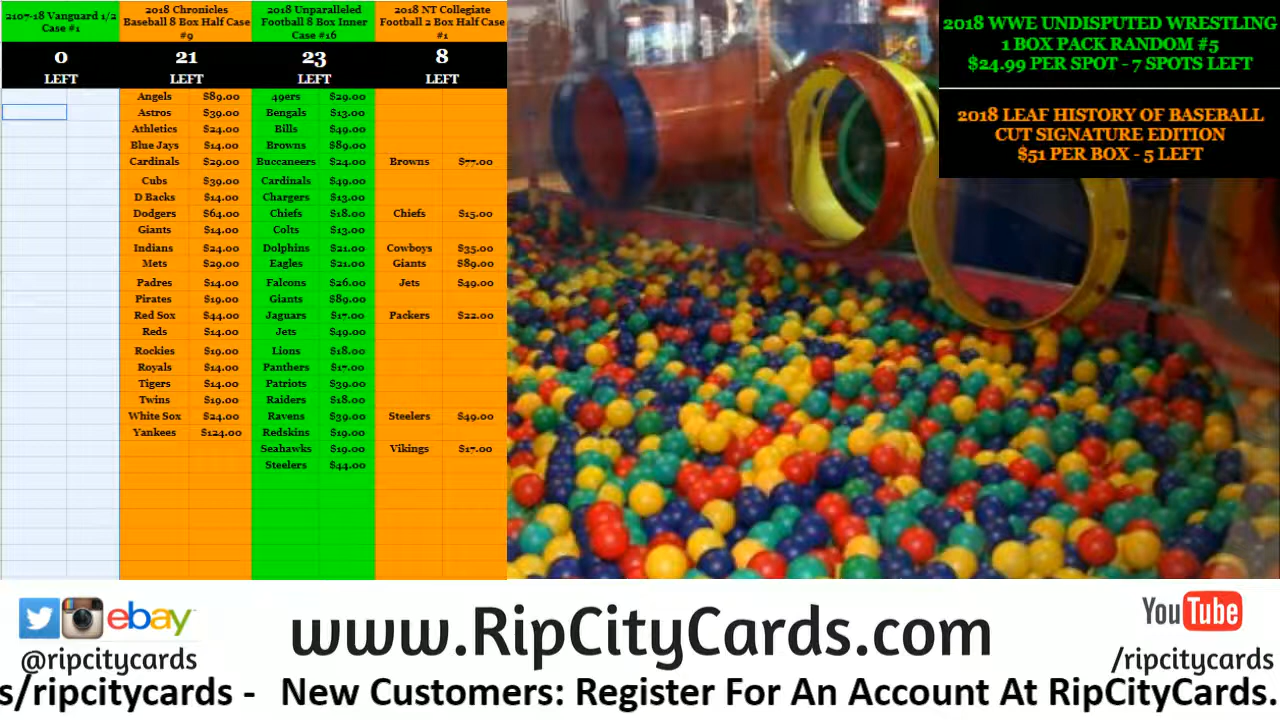 2107-18 Vanguard 1/2
Case #1
0
LEFT
2018 Chronicles
Baseball 8 Box Half Case
#9
21
LEFT
Angels $89.00
Astros $39.00
Athletics $24.00
Blue Jays $14.00
Cardinals $29.00
Cubs $39.00
D Backs $14.00
Dodgers $64.00
Giants $14.00
Indians $24.00
Mets $29.00
Padres $14.00
Pirates $19.00
Red Sox $44.00
Reds $14.00
Rockies $19.00
Royals $14.00
Tigers $14.00
Twins $19.00
White Sox $24.00
Yankees $124.00
2018 Unparalleled
Football 8 Box Inner
Case #16
23
LEFT
49ers $29.00
Bengals $13.00
Bills $49.00
Browns $89.00
Buccaneers $24.00
Cardinals $49.00
Chargers $13.00
Chiefs $18.00
Colts $13.00
Dolphins $21.00
Eagles $21.00
Falcons $26.00
Giants $89.00
Jaguars $17.00
Jets $49.00
Lions $18.00
Panthers $17.00
Patriots $39.00
Raiders $18.00
Ravens $39.00
Redskins $19.00
Seahawks $19.00
Steelers $44.00
2018 NT Collegiate
Football 2 Box Half Case
#1
8
LEFT
Browns $77.00
Chiefs $15.00
Cowboys $35.00
Giants $89.00
Jets $49.00
Packers $22.00
Steelers $49.00
Vikings $17.00
2018 WWE UNDISPUTED WRESTLING
1 BOX PACK RANDOM #5
$24.99 PER SPOT - 7 SPOTS LEFT
2018 LEAF HISTORY OF BASEBALL
CUT SIGNATURE EDITION
$51 PER BOX - 5 LEFT
ebay
@ripcitycards
www.RipCityCards.com
YouTube
/ripcitycards
s/ripcitycards - New Customers: Register For An Account At RipCityCards.